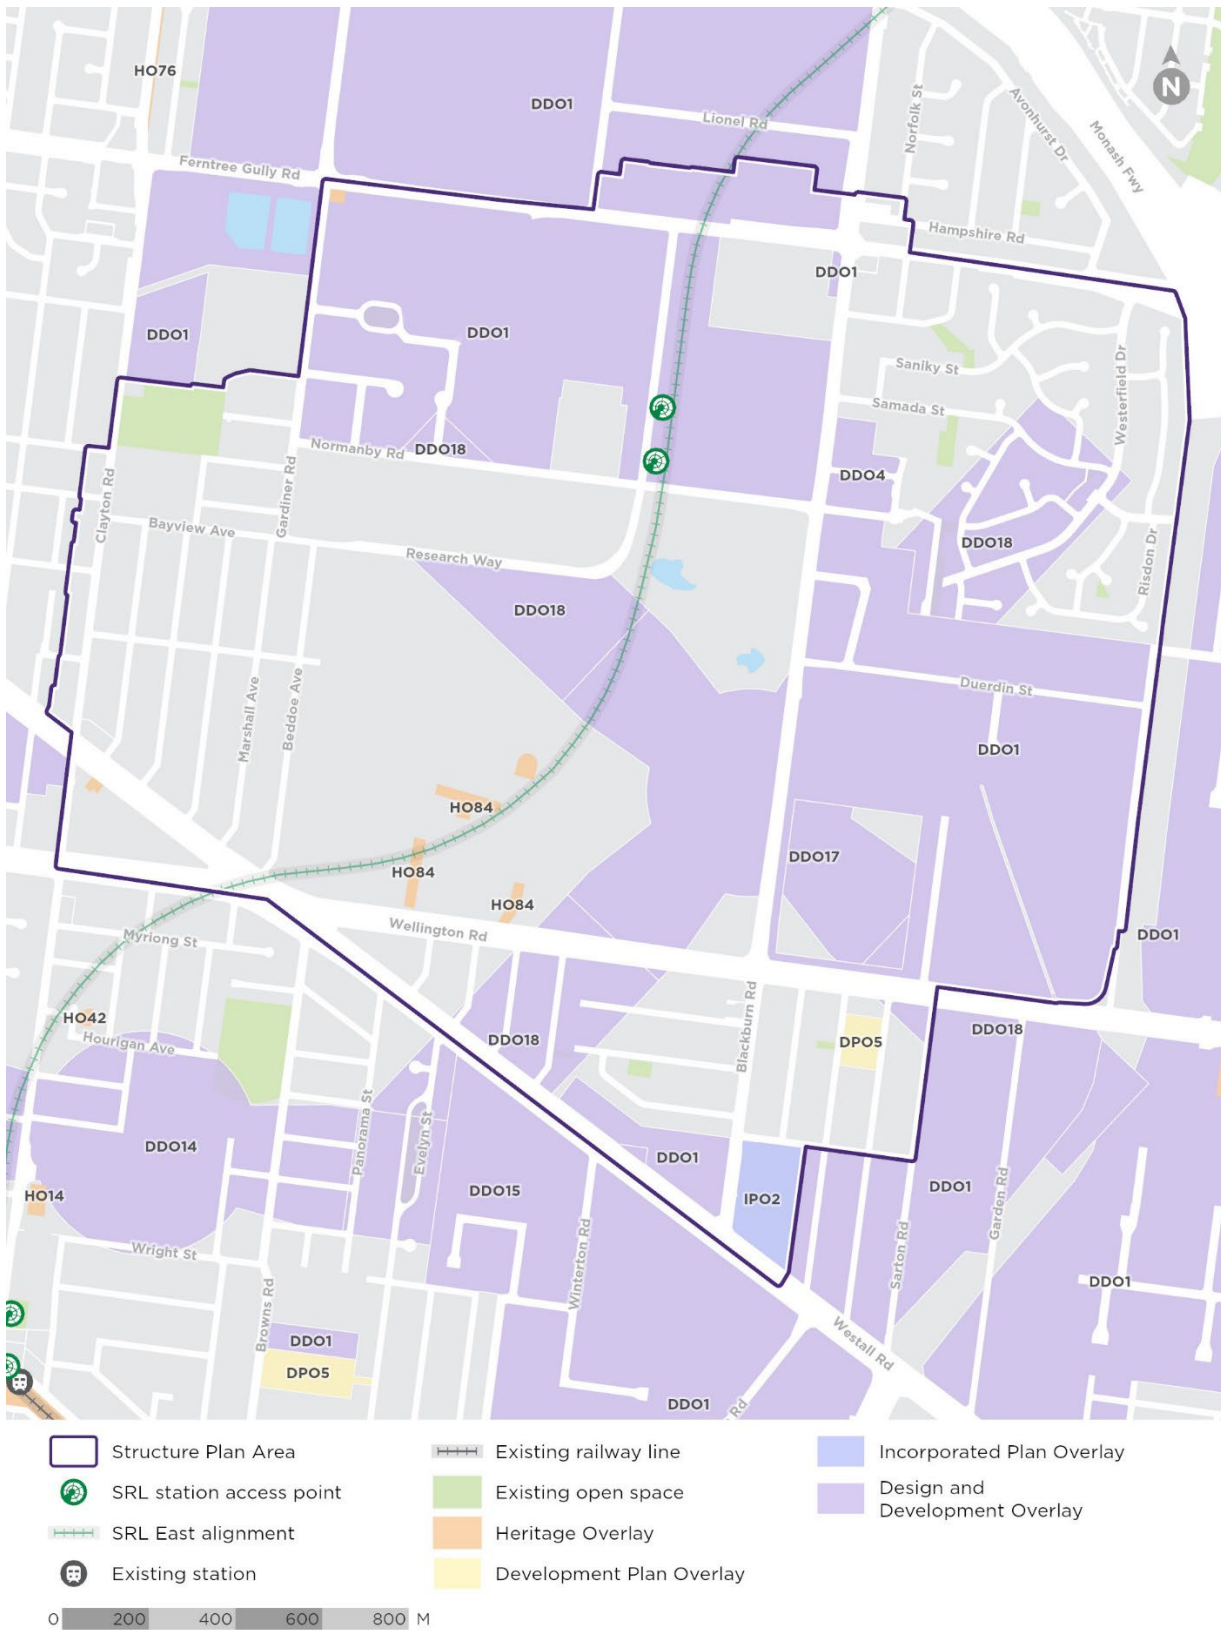 HO76
DDO1
Lionel Rd
Norfolk St
Avonhurst Dr
Monash Fwy
N
Ferntree Gully Rd
Hampshire Rd
DDO1
DDO1
DDO1
Saniky St
Westerfield Dr
Samada St
Normanby Rd
DDO18
DDO4
Clayton Rd
Gardiner Rd
Bayview Ave
Research Way
DDO18
Risdon Dr
DDO18
Marshall Ave
Beddoe Ave
Duerdin St
DDO1
HO84
DDO17
HO84
HO84
Wellington Rd
Myriong St
DDO1
HO42
Hourigan Ave
DDO18
Blackburn Rd
DPO5
DDO18
Panorama St
Evelyn St
DDO14
DDO1
DDO15
IPO2
DDO1
HO14
Garden Rd
Wright St
Winterton Rd
Sarton Rd
DDO1
Browns Rd
DDO1
DPO5
Westall Rd
DDO1
Rd
Structure Plan Area
SRL station access point
SRL East alignment
Existing station
Existing railway line
Existing open space
Heritage Overlay
Development Plan Overlay
Incorporated Plan Overlay
Design and
Development Overlay
0 200 400 600 800 M